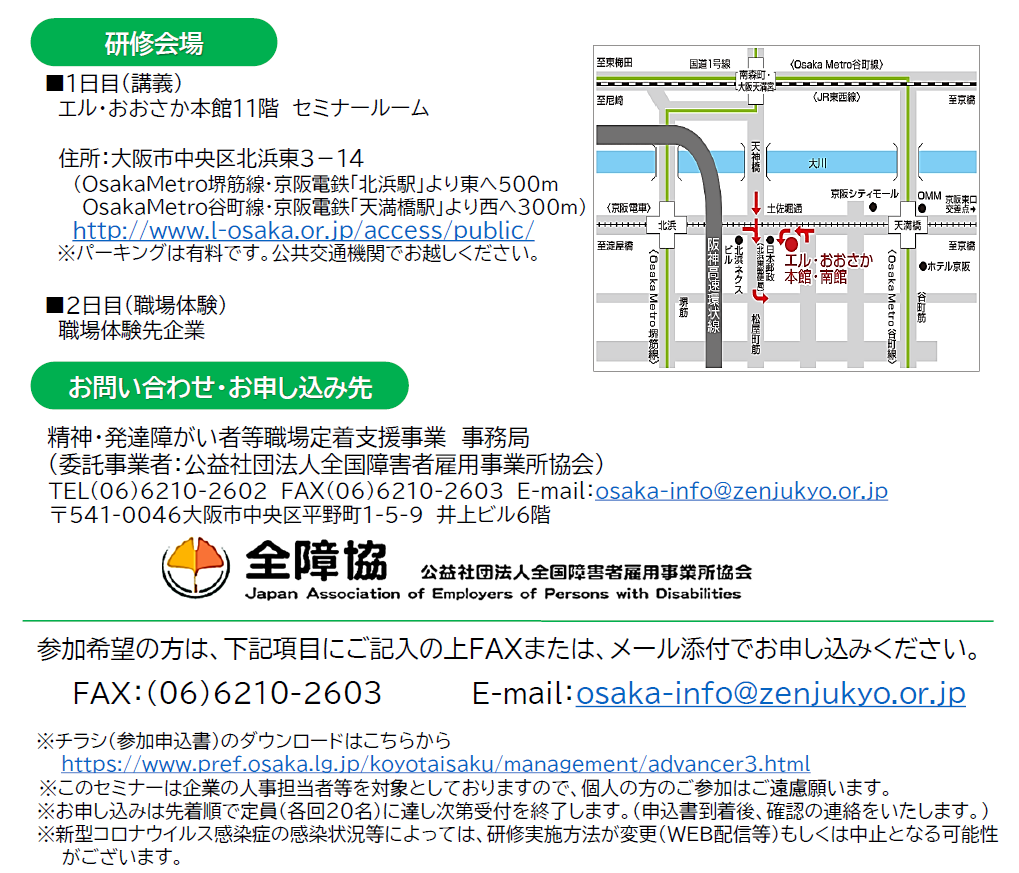 研修会場
■1日目(講義)
エル・おおさか本館11階 セミナールーム
住所：大阪市中央区北浜東3－14
(OsakaMetro堺筋線・京阪電鉄「北浜駅」より東へ500m
OsakaMetro谷町線・京阪電鉄「天満橋駅」より西へ300m)
http://www.l-osaka.or.jp/access/public/
※パーキングは有料です。公共交通機関でお越しください。
■2日目(職場体験)
職場体験先企業
至東梅田
国道1号線
南森町・
大阪天満宮
〈Osaka Metro谷町線〉
至尼崎
〈JR東西線〉
至京橋
天神橋
大川
京阪シティモール
OMM
京阪東口
交差点→
〈京阪電車〉
北浜
土佐堀通
天満橋
至淀屋橋
至京橋
阪神高速環状線
北浜ネクス
ビル
日本郵政
エル・おおさか
本館・南館
ホテル京阪
〈Osaka Metro堺筋線〉
堺筋
松屋町筋
〈Osaka Metro谷町線〉
谷町筋
お問い合わせ・お申し込み先
精神・発達障がい者等職場定着支援事業 事務局
(委託事業者：公益社団法人全国障害者雇用事業所協会)
TEL(06)6210-2602 FAX(06)6210-2603 E-mail：osaka-info@zenjukyo.or.jp
〒541-0046大阪市中央区平野町1-5-9 井上ビル6階
全障協 公益社団法人全国障害者雇用事業所協会
Japan Association of Employers of Persons with Disabilities
参加希望の方は、下記項目にご記入の上FAXまたは、メール添付でお申し込みください。
FAX：(06)6210-2603 E-mail：osaka-info@zenjukyo.or.jp
※チラシ(参加申込書)のダウンロードはこちらから
https://www.pref.osaka.lg.jp/koyotaisaku/management/advancer3.html
※このセミナーは企業の人事担当者等を対象としておりますので、個人の方のご参加はご遠慮願います。
※お申し込みは先着順で定員(各回20名)に達し次第受付を終了します。(申込書到着後、確認の連絡をいたします。)
※新型コロナウイルス感染症の感染状況等によっては、研修実施方法が変更(WEB配信等)もしくは中止となる可能性
がございます。